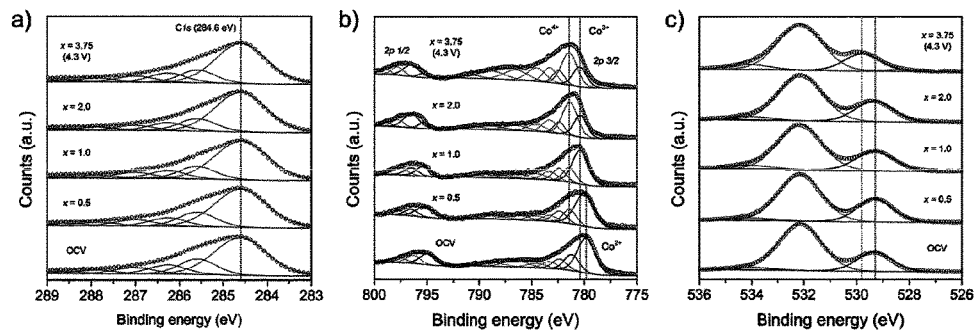 a)
C1s (284.6 eV)
x = 3.75
(4.3 V)
x = 2.0
x = 1.0
x = 0.5
OCV
Counts (a.u.)
289 288 287 286 285 284 283
Binding energy (eV)
b)
Co4+ Co3+
2p 1/2
x = 3.75
(4.3 V)
2p 3/2
x = 2.0
x = 1.0
x = 0.5
OCV
Co2+
Counts (a.u.)
800 795 790 785 780 775
Binding energy (eV)
c)
x = 3.75
(4.3 V)
x = 2.0
x = 1.0
x = 0.5
OCV
Counts (a.u.)
536 534 532 530 528 526
Binding energy (eV)